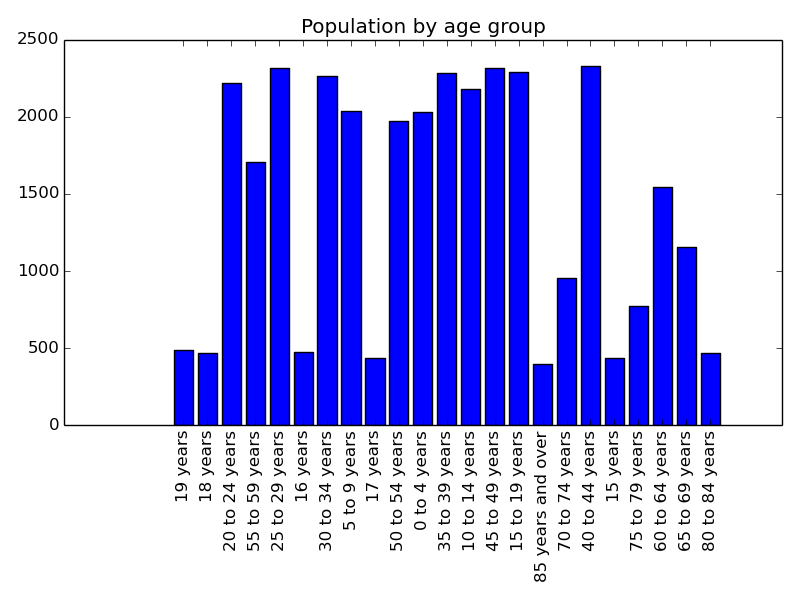 Population by age group
2500
2000
1500
1000
500
0
19 years
18 years
20 to 24 years
55 to 59 years
25 to 29 years
16 years
30 to 34 years
5 to 9 years
17 years
50 to 54 years
0 to 4 years
35 to 39 years
10 to 14 years
45 to 49 years
15 to 19 years
85 years and over
70 to 74 years
40 to 44 years
15 years
75 to 79 years
60 to 64 years
65 to 69 years
80 to 84 years